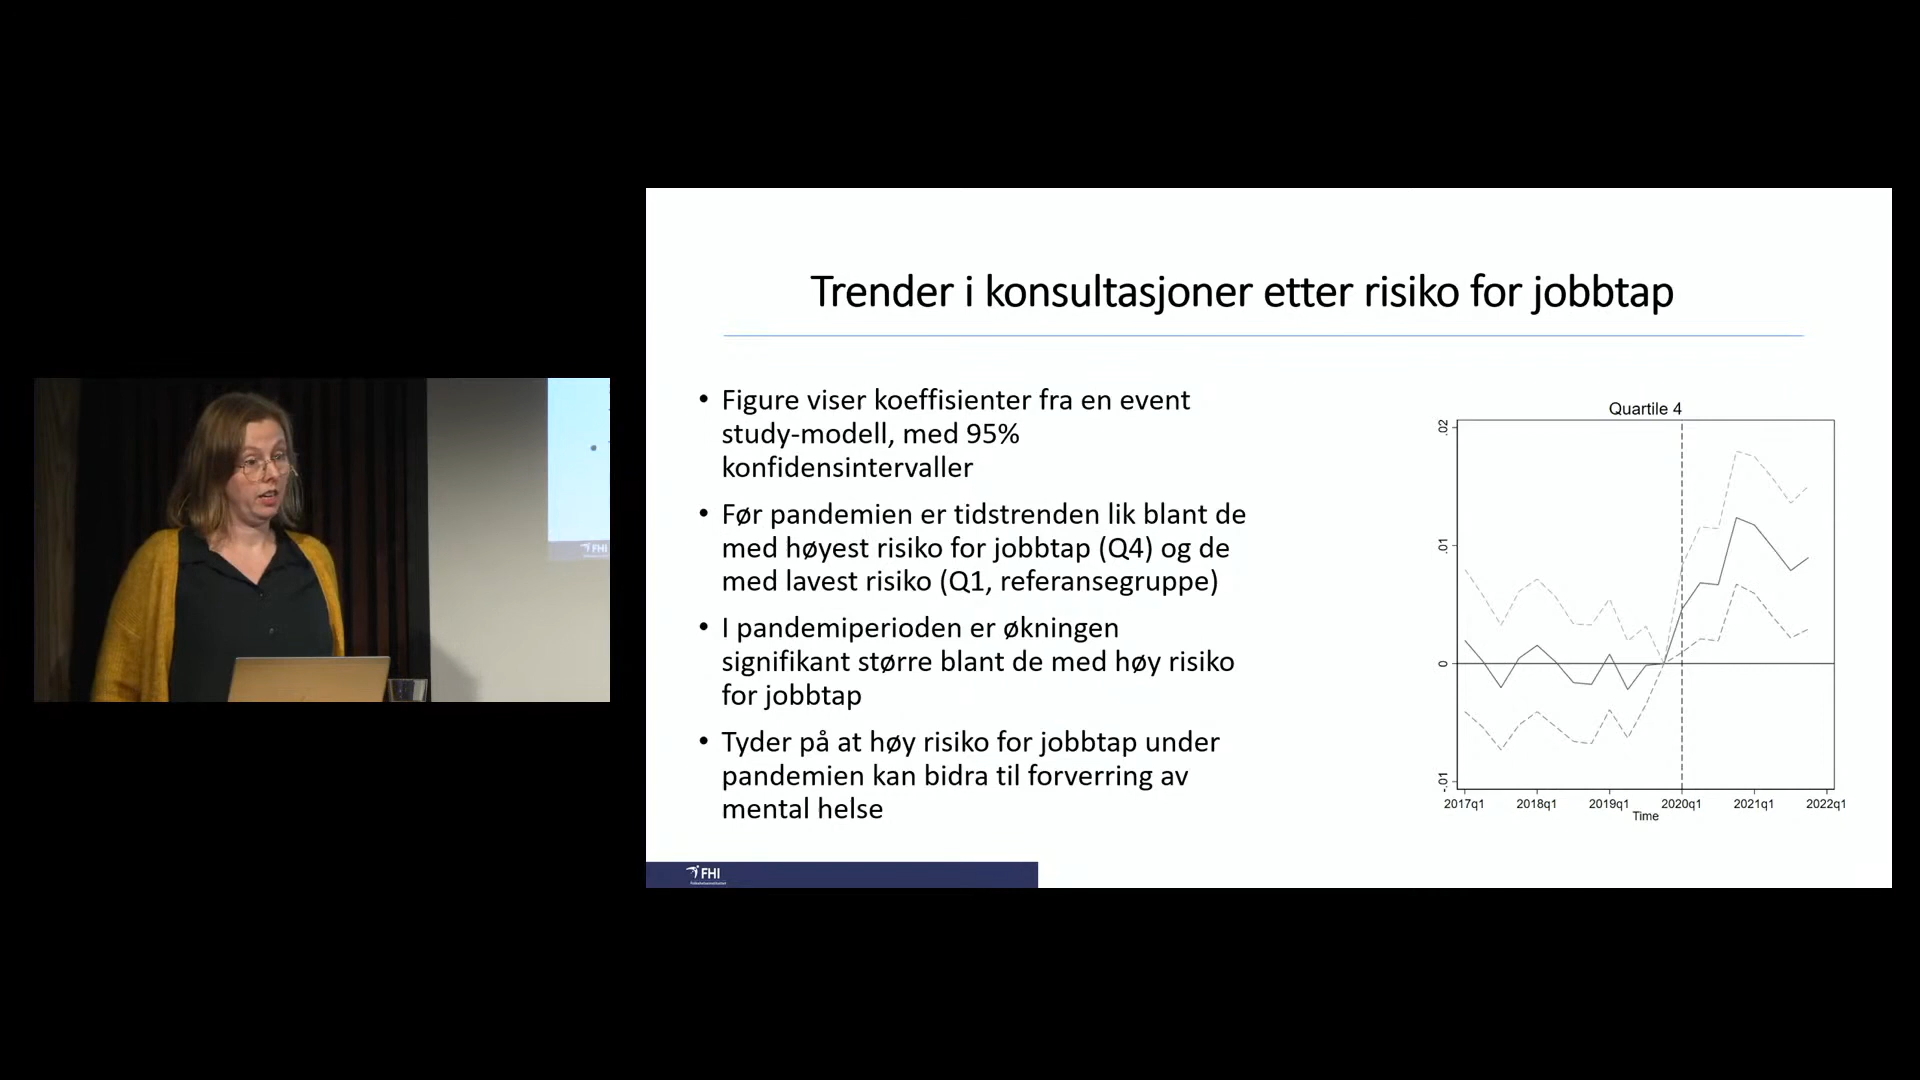 Trender i konsultasjoner etter risiko for jobbtap
• Figure viser koeffisienter fra en event
study-modell, med 95%
konfidensintervaller
• Før pandemien er tidstrenden lik blant de
med høyest risiko for jobbtap (Q4) og de
med lavest risiko (Q1, referansegruppe)
• I pandemiperioden er økningen
signifikant større blant de med høy risiko
for jobbtap
• Tyder på at høy risiko for jobbtap under
pandemien kan bidra til forverring av
mental helse
Quartile 4
.02
.01
0
-.01
2017q1 2018q1 2019q1 2020q1 2021q1 2022q1
Time
FHI
Folkehelseinstituttet
FHI